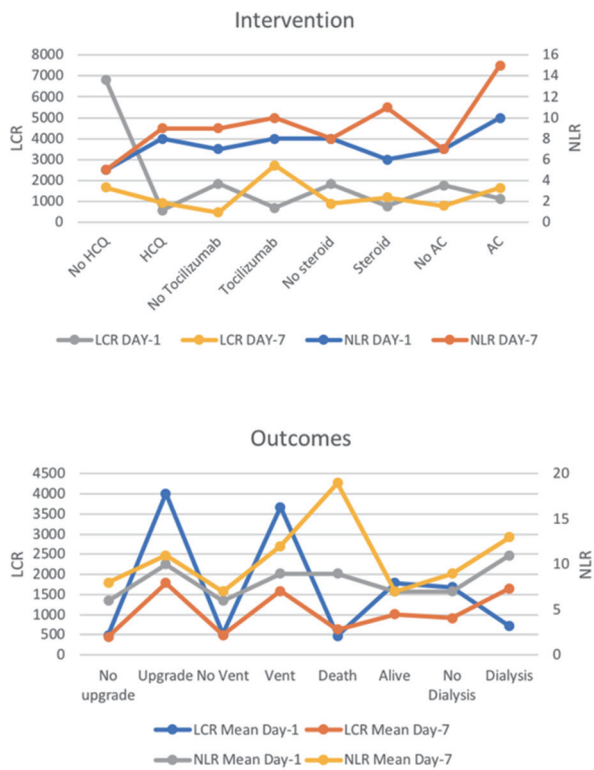 Intervention
8000
7000
6000
5000
4000
3000
2000
1000
0
LCR
16
14
12
10
8
6
4
2
0
NLR
No HCQ
HCQ
No Tocilizumab
Tocilizumab
No steroid
Steroid
No AC
AC
LCR DAY-1 LCR DAY-7 NLR DAY-1 NLR DAY-7
Outcomes
4500
4000
3500
3000
2500
2000
1500
1000
500
0
LCR
20
15
10
5
0
NLR
No Upgrade No Vent Vent Death Alive No Dialysis
upgrade Dialysis
LCR Mean Day-1 LCR Mean Day-7
NLR Mean Day-1 NLR Mean Day-7